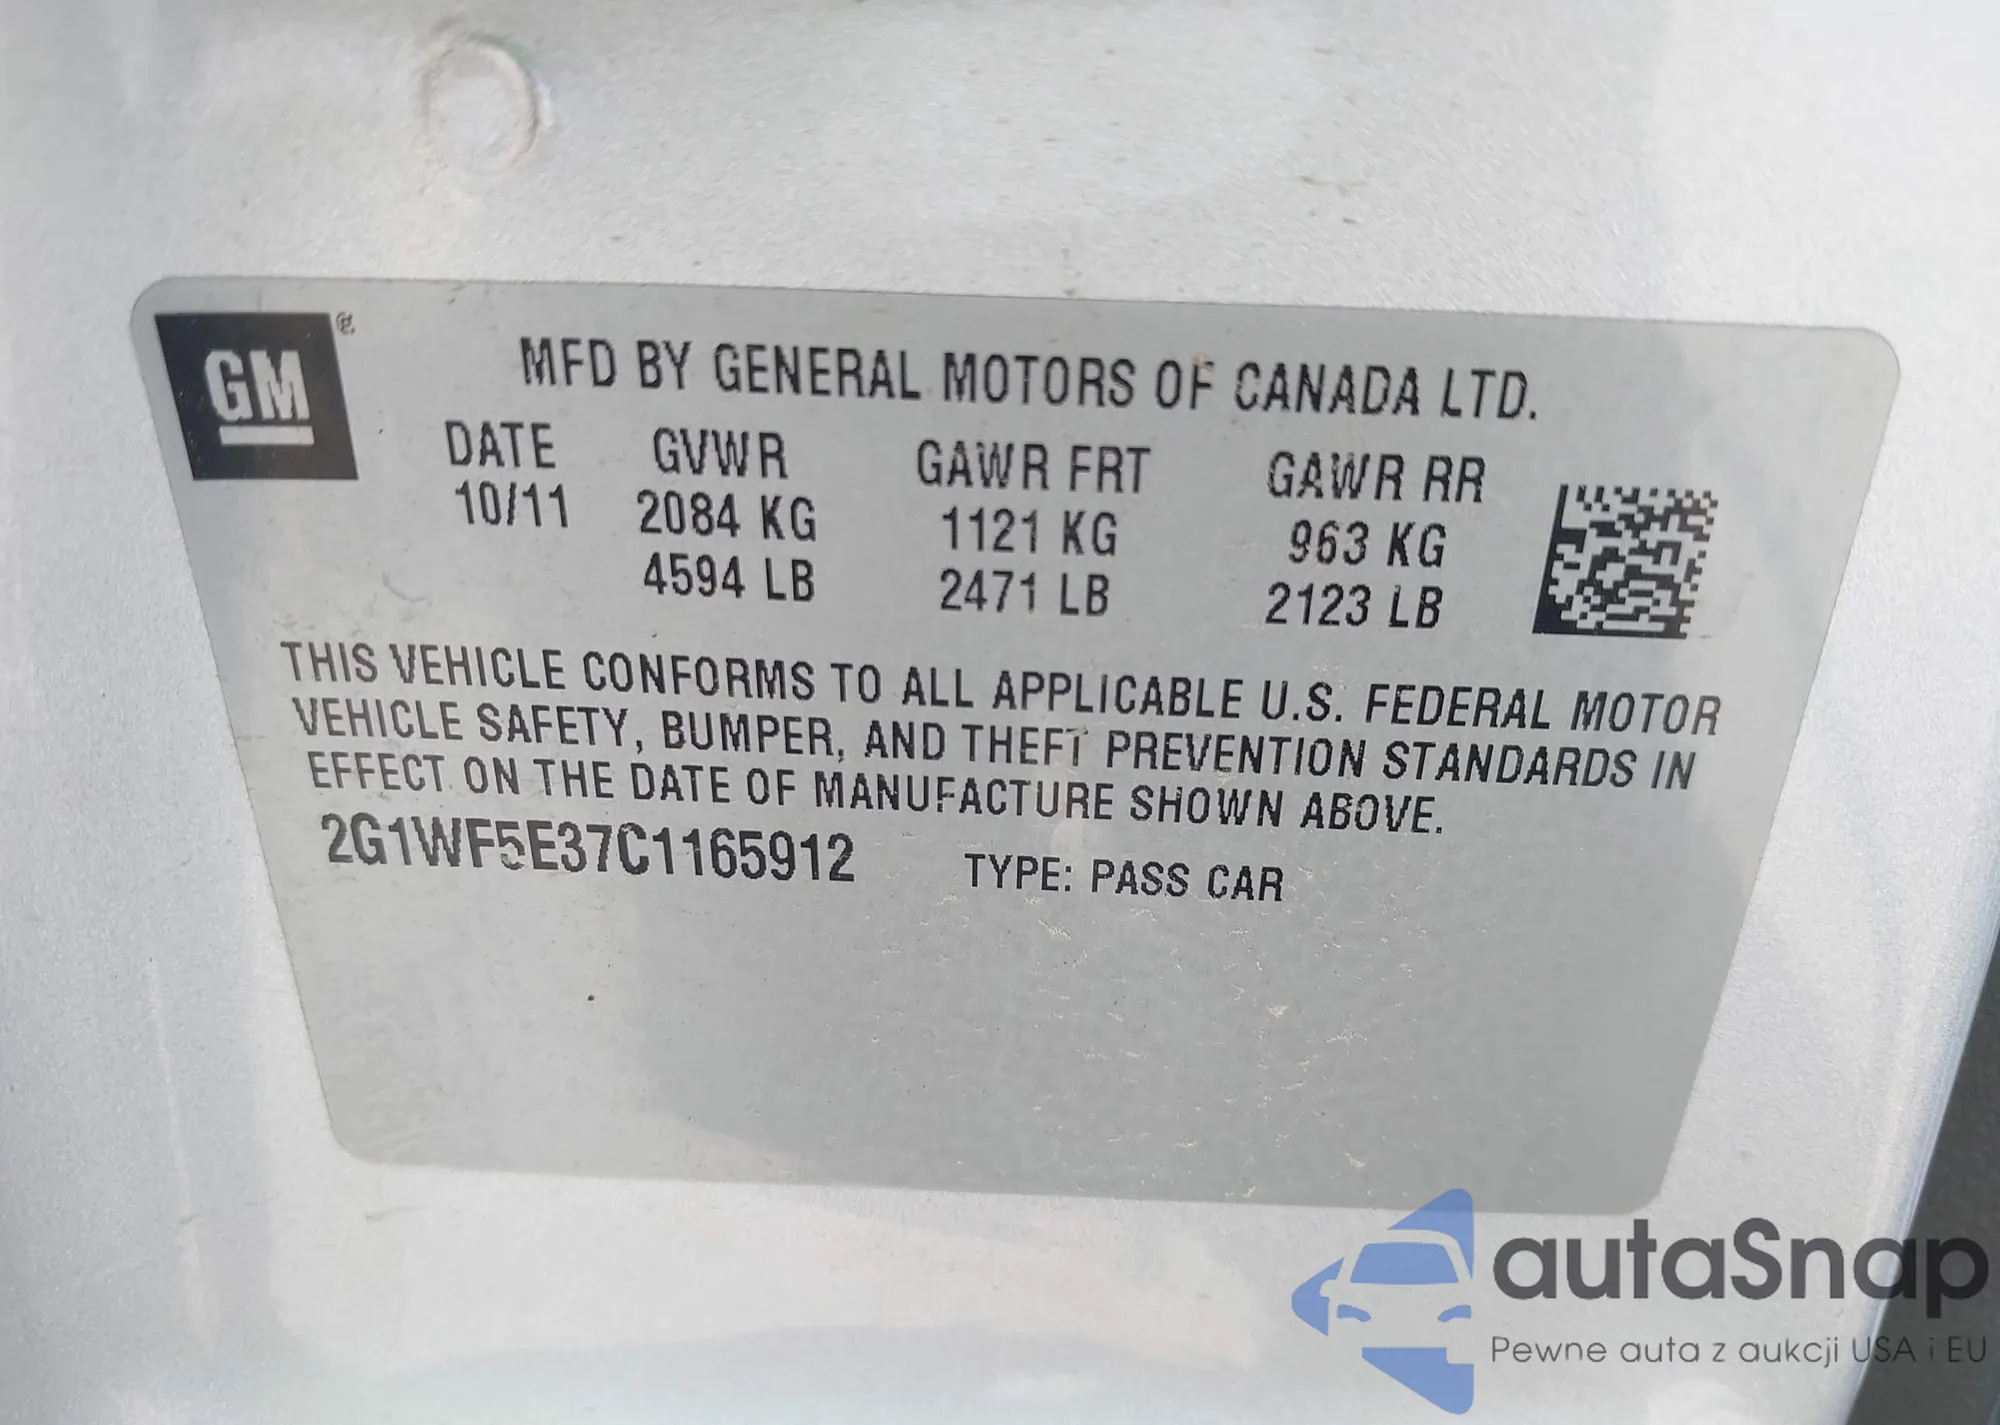 GM ®
MFD BY GENERAL MOTORS OF CANADA LTD.
DATE GVWR GAWR FRT GAWR RR
10/11 2084 KG 1121 KG 963 KG
4594 LB 2471 LB 2123 LB
THIS VEHICLE CONFORMS TO ALL APPLICABLE U.S. FEDERAL MOTOR
VEHICLE SAFETY, BUMPER, AND THEFT PREVENTION STANDARDS IN
EFFECT ON THE DATE OF MANUFACTURE SHOWN ABOVE.
2G1WF5E37C1165912 TYPE: PASS CAR
autaSnap
Pewne auta z aukcji USA i EU